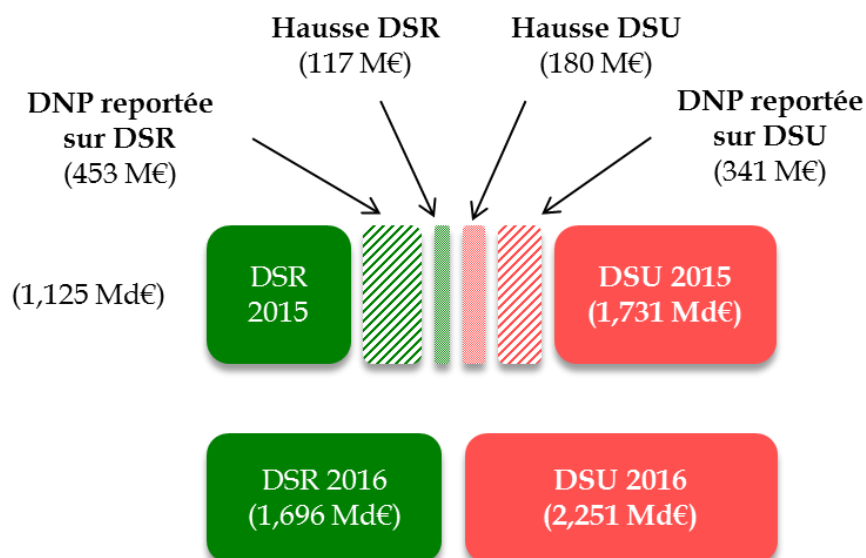 Hausse DSR
(117 M€)
Hausse DSU
(180 M€)
DNP reportée
sur DSR
(453 M€)
DNP reportée
sur DSU
(341 M€)
(1,125 Md€)
DSR
2015
DSU 2015
(1,731 Md€)
DSR 2016
(1,696 Md€)
DSU 2016
(2,251 Md€)